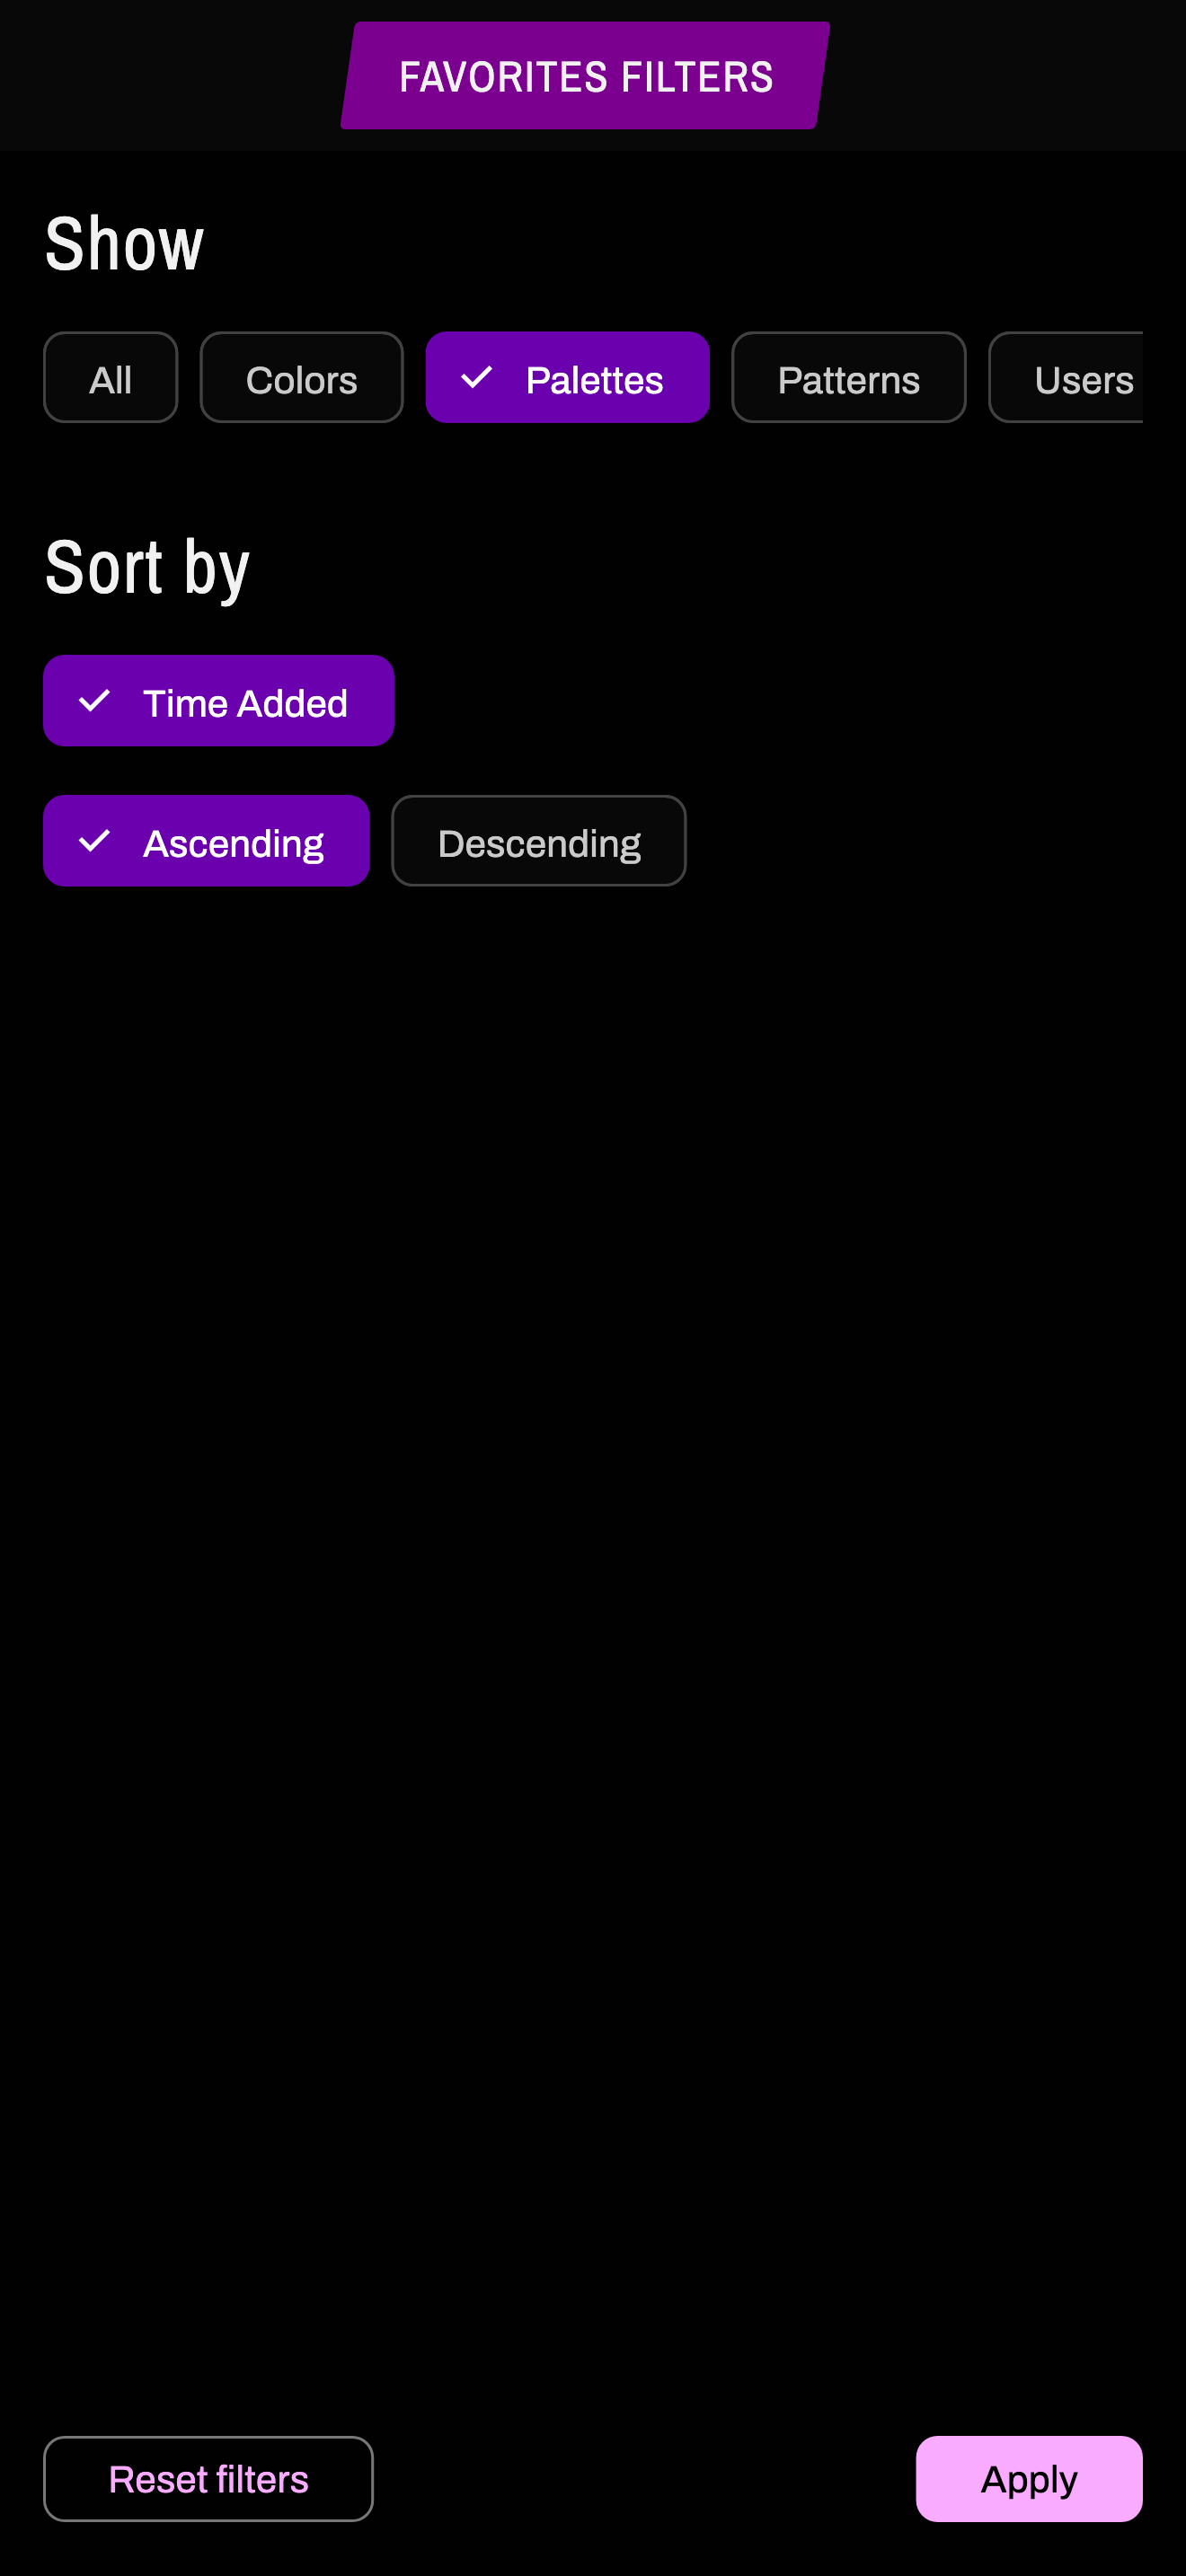 FAVORITES FILTERS
Show
All Colors Palettes Patterns Users
Sort by
Time Added
Ascending Descending
Reset filters Apply